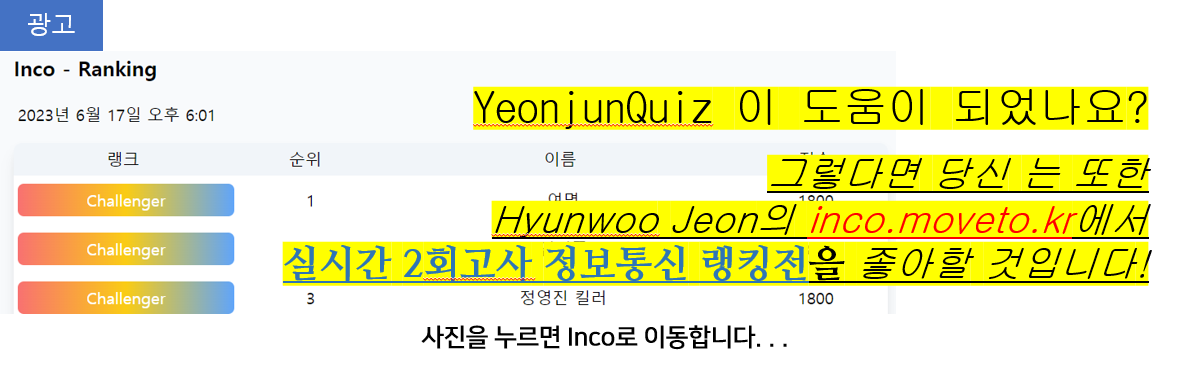 광고
Inco - Ranking
2023년 6월 17일 오후 6:01
YeonjunQuiz 이 도움이 되었나요?
랭크 순위 이름
그렇다면 당신 는 또한
Challenger 1 1800
Hyunwoo Jeon의 inco.moveto.kr에서
Challenger
실시간 2회고사 정보통신 랭킹전을 좋아할 것입니다!
Challenger 3 정영진 킬러 1800
사진을 누르면 Inco로 이동합니다. . .